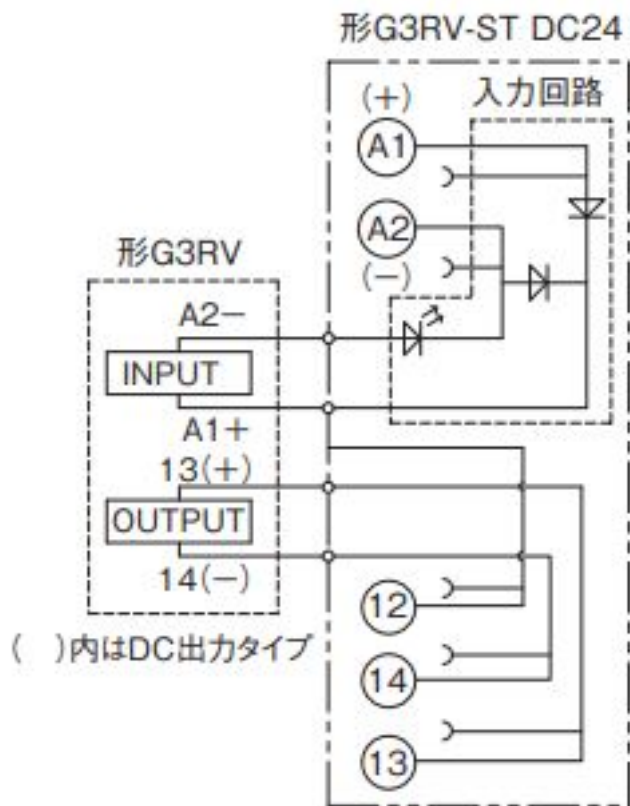 形G3RV-ST DC24
(+)
入力回路
A1
A2
(−)
形G3RV
A2−
INPUT
A1+
13(+)
OUTPUT
14(−)
12
14
13
(　)内はDC出力タイプ